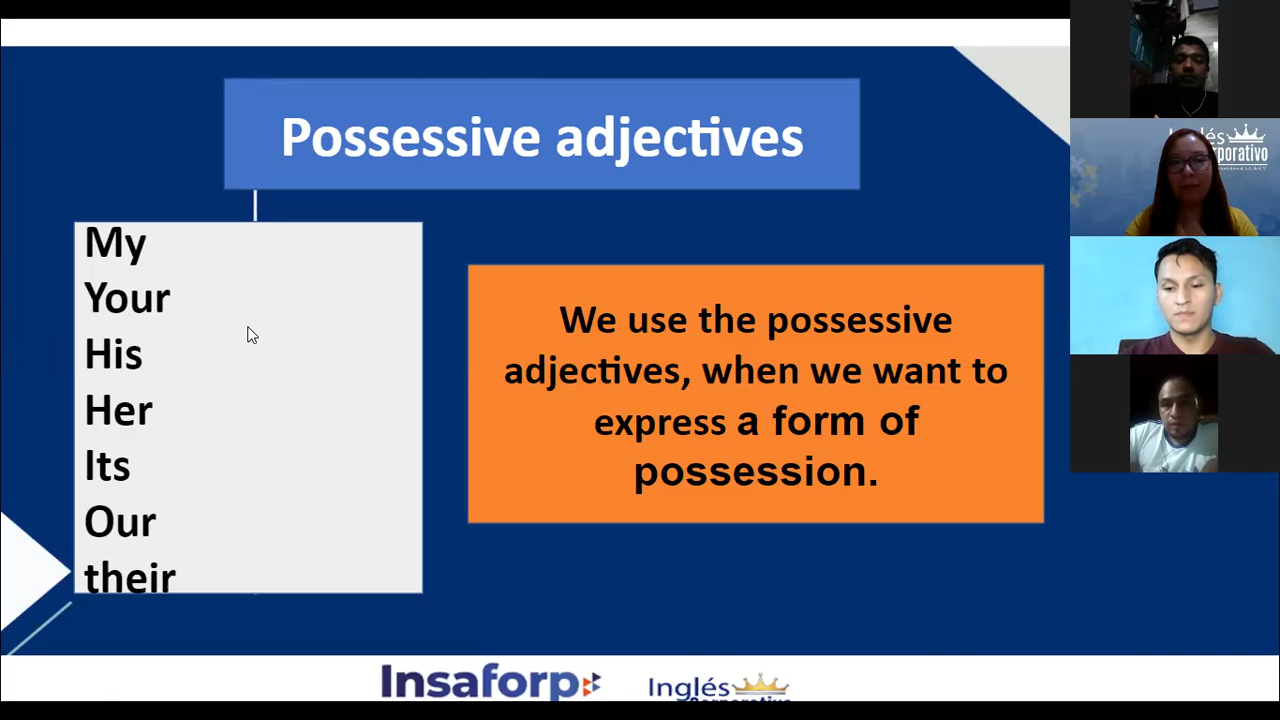 Possessive adjectives
My
Your
His
Her
Its
Our
their
We use the possessive
adjectives, when we want to
express a form of
possession.
Insaforp
Inglés
Corporativo